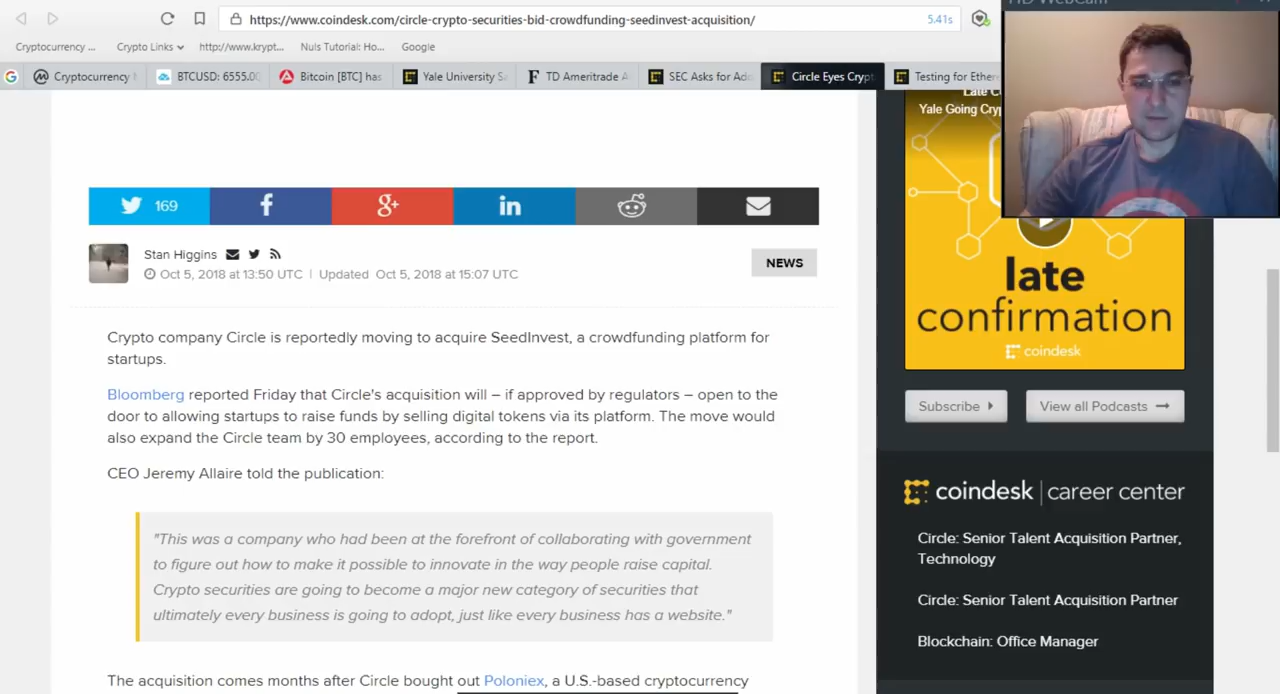 HD WebCam
https://www.coindesk.com/circle-crypto-securities-bid-crowdfunding-seedinvest-acquisition/
5.41s
Cryptocurrency ... Crypto Links http://www.krypt... Nuls Tutorial: Ho... Google
Cryptocurrency BTCUSD: 6555.00 Bitcoin [BTC] has Yale University TD Ameritrade SEC Asks for Circle Eyes Crypt Testing for Ether
Late
Yale Going Cryp
169
Stan Higgins
Oct 5, 2018 at 13:50 UTC | Updated Oct 5, 2018 at 15:07 UTC
NEWS
Crypto company Circle is reportedly moving to acquire SeedInvest, a crowdfunding platform for
startups.
Bloomberg reported Friday that Circle's acquisition will – if approved by regulators – open to the
door to allowing startups to raise funds by selling digital tokens via its platform. The move would
also expand the Circle team by 30 employees, according to the report.
CEO Jeremy Allaire told the publication:
"This was a company who had been at the forefront of collaborating with government
to figure out how to make it possible to innovate in the way people raise capital.
Crypto securities are going to become a major new category of securities that
ultimately every business is going to adopt, just like every business has a website."
The acquisition comes months after Circle bought out Poloniex, a U.S.-based cryptocurrency
late
confirmation
coindesk
Subscribe
View all Podcasts
coindesk | career center
Circle: Senior Talent Acquisition Partner,
Technology
Circle: Senior Talent Acquisition Partner
Blockchain: Office Manager